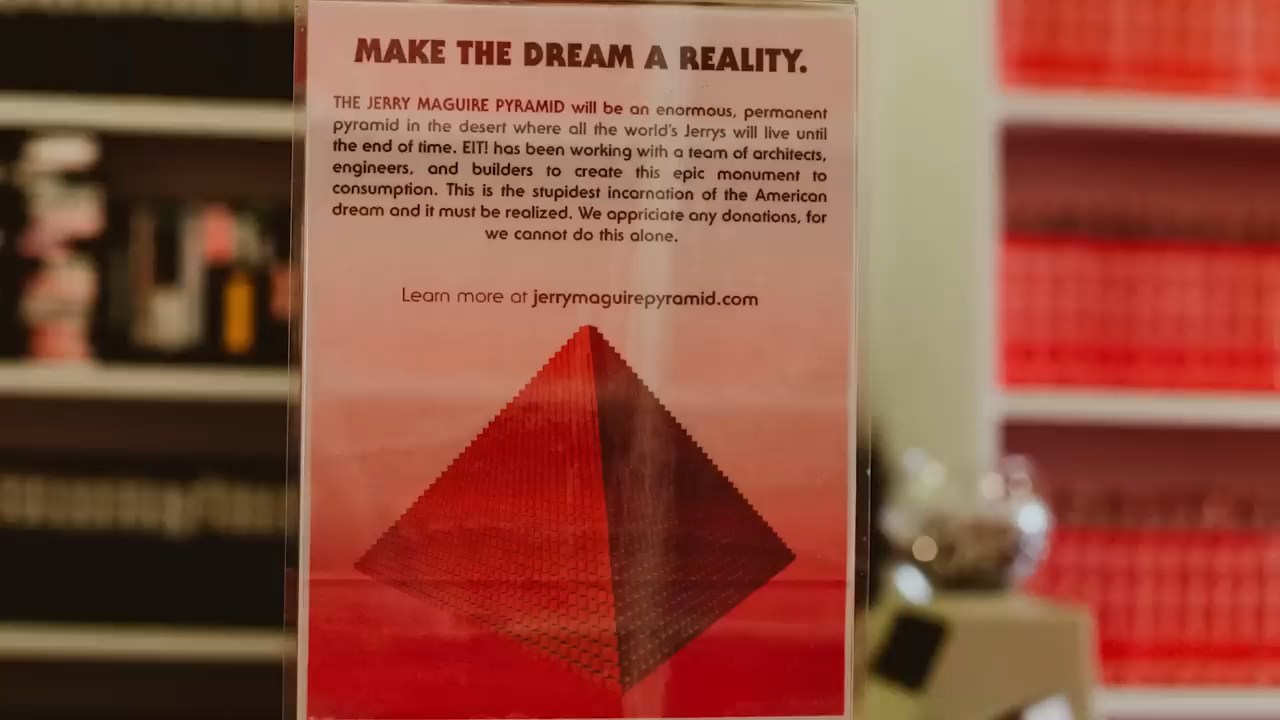 MAKE THE DREAM A REALITY.
THE JERRY MAGUIRE PYRAMID will be an enormous, permanent
pyramid in the desert where all the world's Jerrys will live until
the end of time. EIT! has been working with a team of architects,
engineers, and builders to create this epic monument to
consumption. This is the stupidest incarnation of the American
dream and it must be realized. We appriciate any donations, for
we cannot do this alone.
Learn more at jerrymaguirepyramid.com